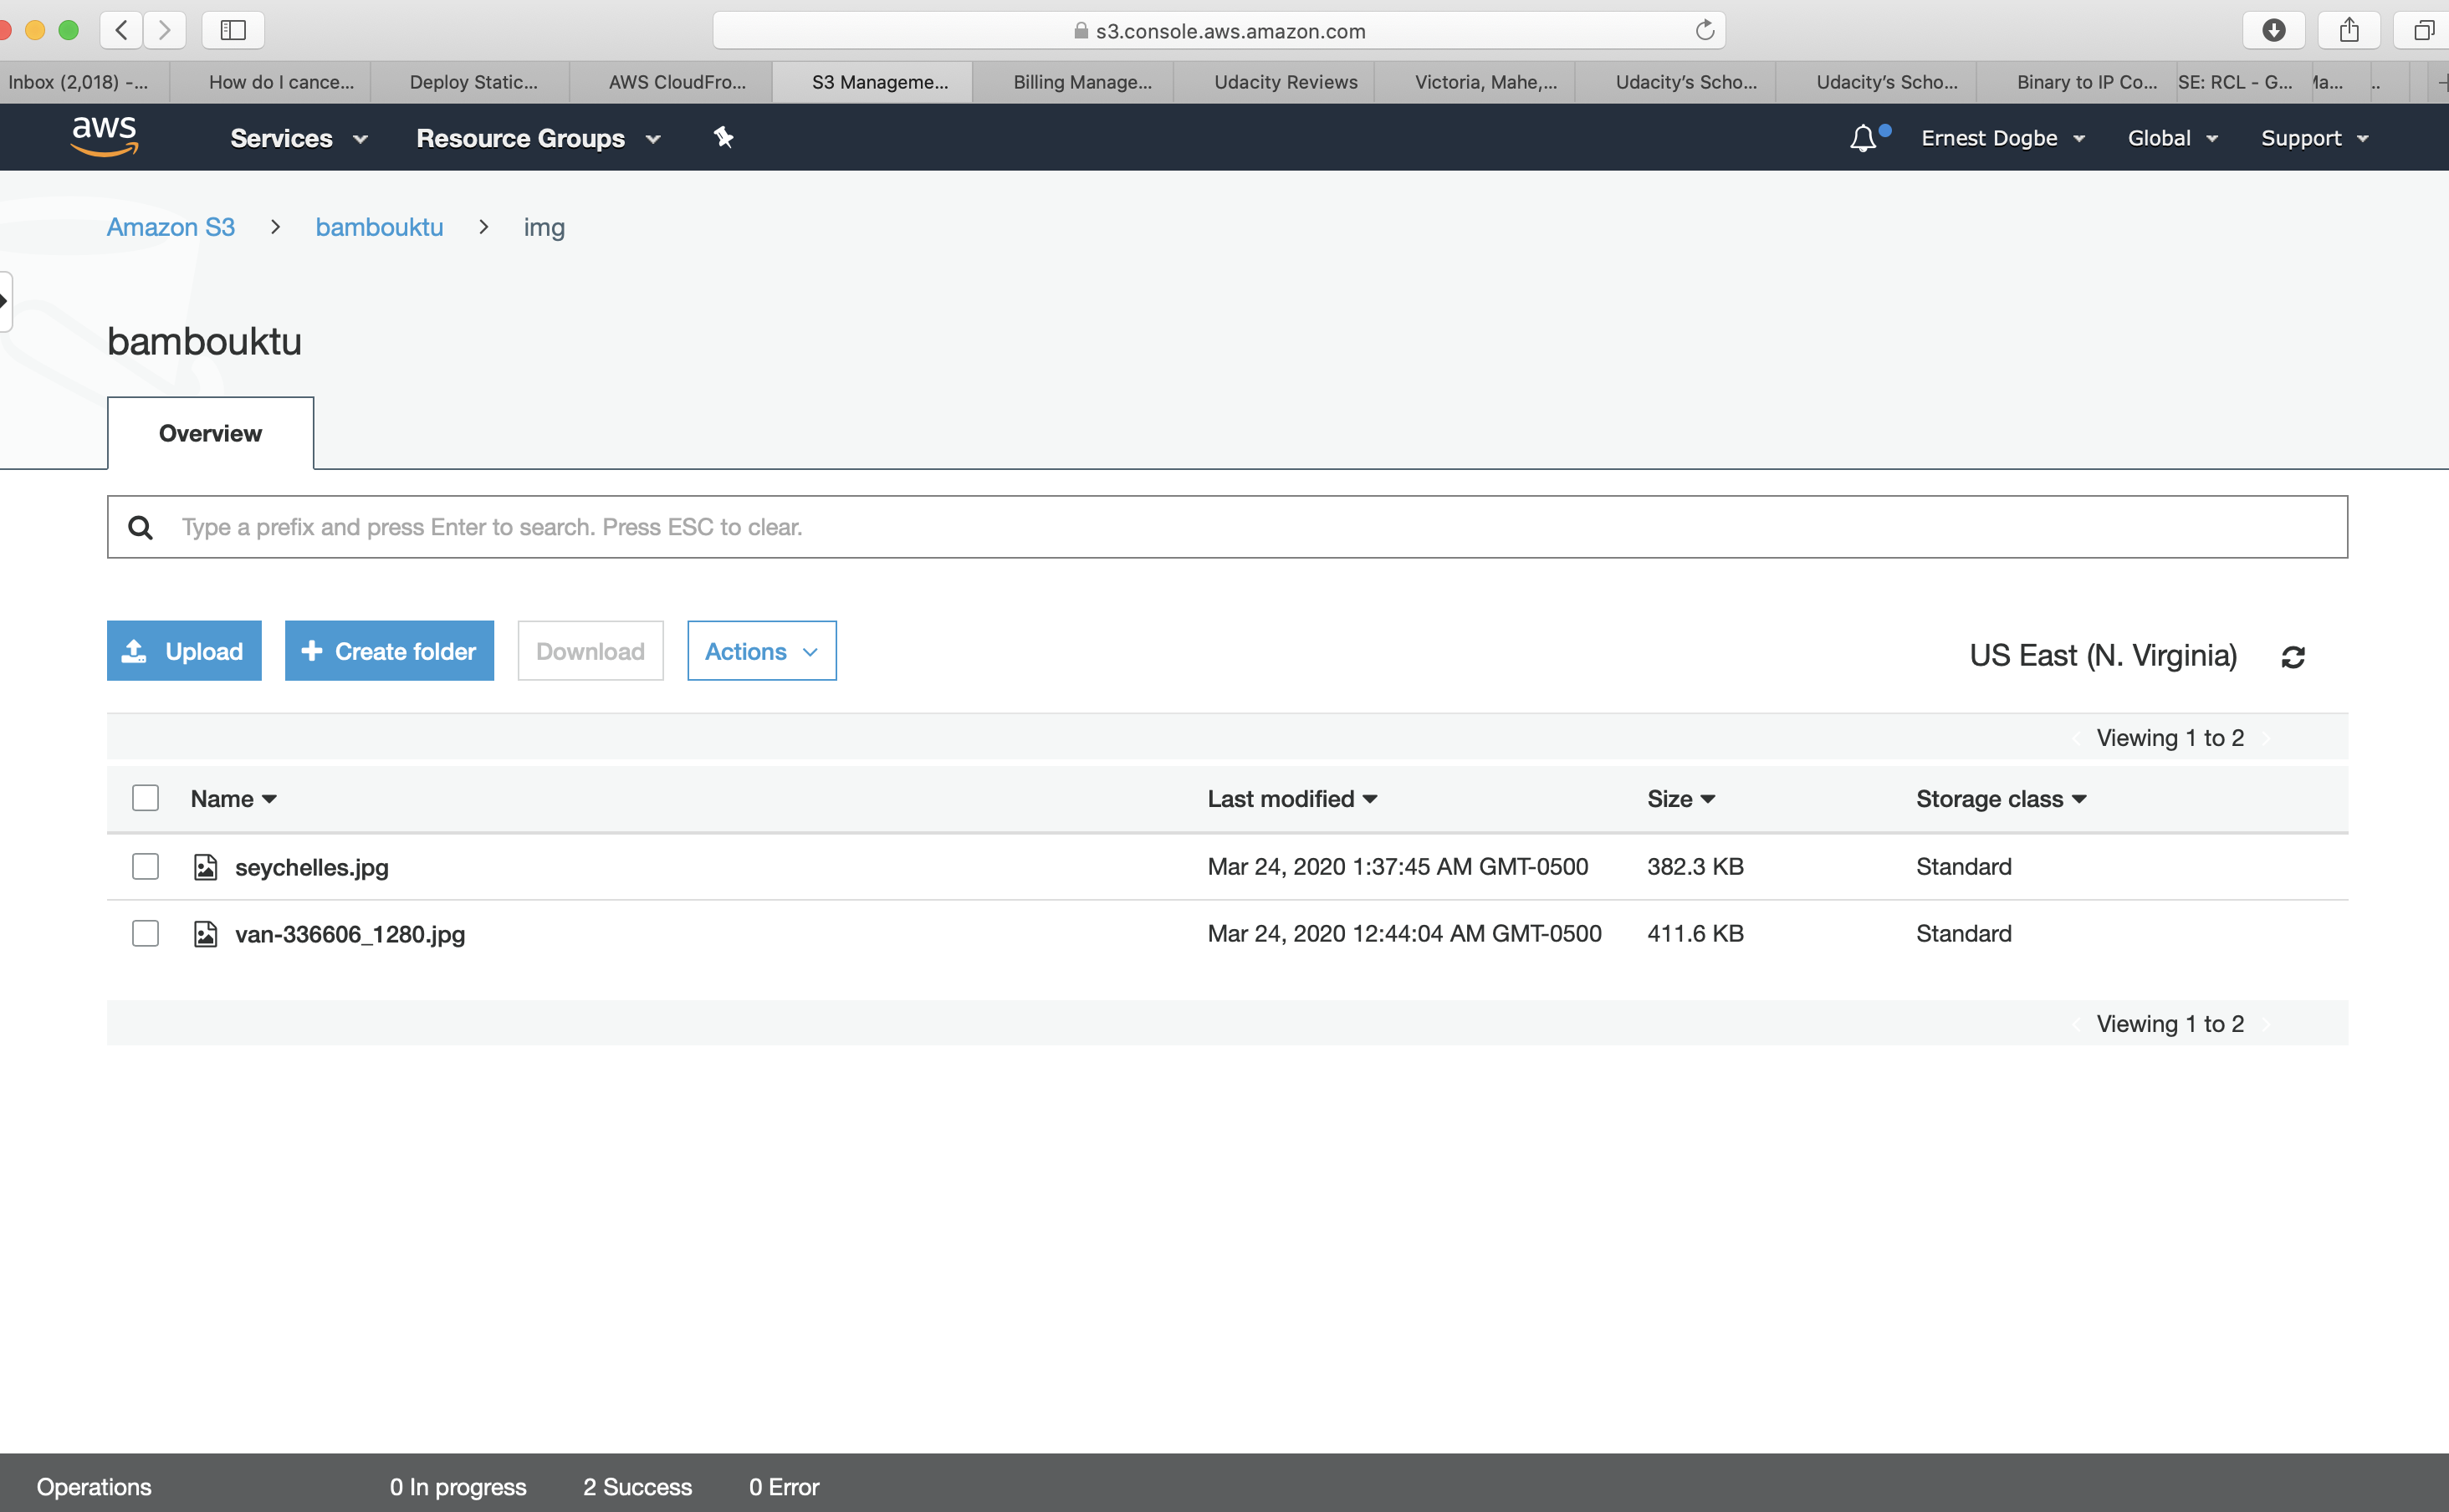 s3.console.aws.amazon.com
Inbox (2,018) -... How do I cance... Deploy Static... AWS CloudFro... S3 Manageme... Billing Manage... Udacity Reviews Victoria, Mahe,... Udacity's Scho... Udacity's Scho... Binary to IP Co... SE: RCL - G...
aws Services Resource Groups Ernest Dogbe Global Support
Amazon S3 > bambouktu > img
bambouktu
Overview
Type a prefix and press Enter to search. Press ESC to clear.
Upload + Create folder Download Actions US East (N. Virginia)
Viewing 1 to 2
Name Last modified Size Storage class
seychelles.jpg Mar 24, 2020 1:37:45 AM GMT-0500 382.3 KB Standard
van-336606_1280.jpg Mar 24, 2020 12:44:04 AM GMT-0500 411.6 KB Standard
Viewing 1 to 2
Operations 0 In progress 2 Success 0 Error